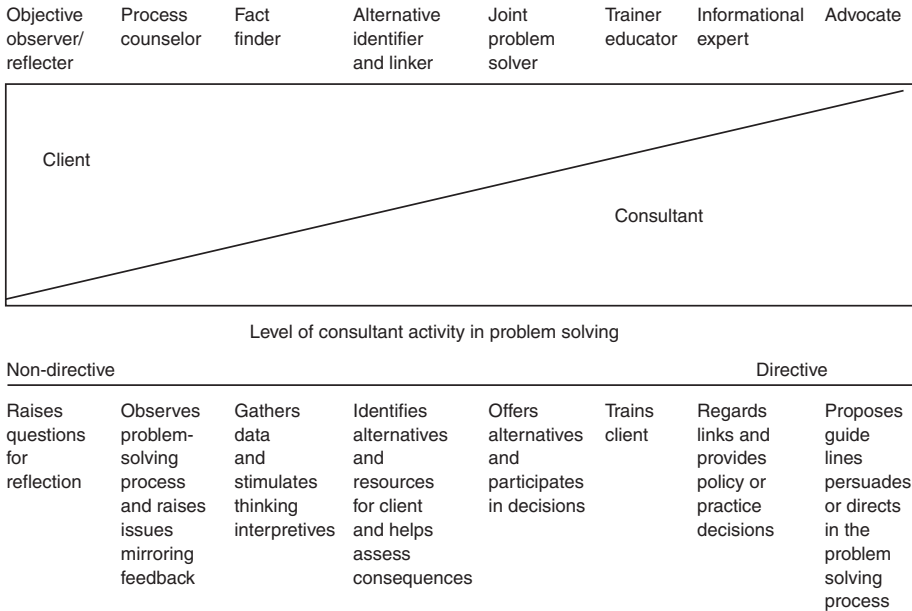 Objective
observer/
reflecter
Process
counselor
Fact
finder
Alternative
identifier
and linker
Joint
problem
solver
Trainer
educator
Informational
expert
Advocate
Client
Consultant
Level of consultant activity in problem solving
Non-directive
Directive
Raises
questions
for
reflection
Observes
problem-
solving
process
and raises
issues
mirroring
feedback
Gathers
data
and
stimulates
thinking
interpretives
Identifies
alternatives
and
resources
for client
and helps
assess
consequences
Offers
alternatives
and
participates
in decisions
Trains
client
Regards
links and
provides
policy or
practice
decisions
Proposes
guide
lines
persuades
or directs
in the
problem
solving
process